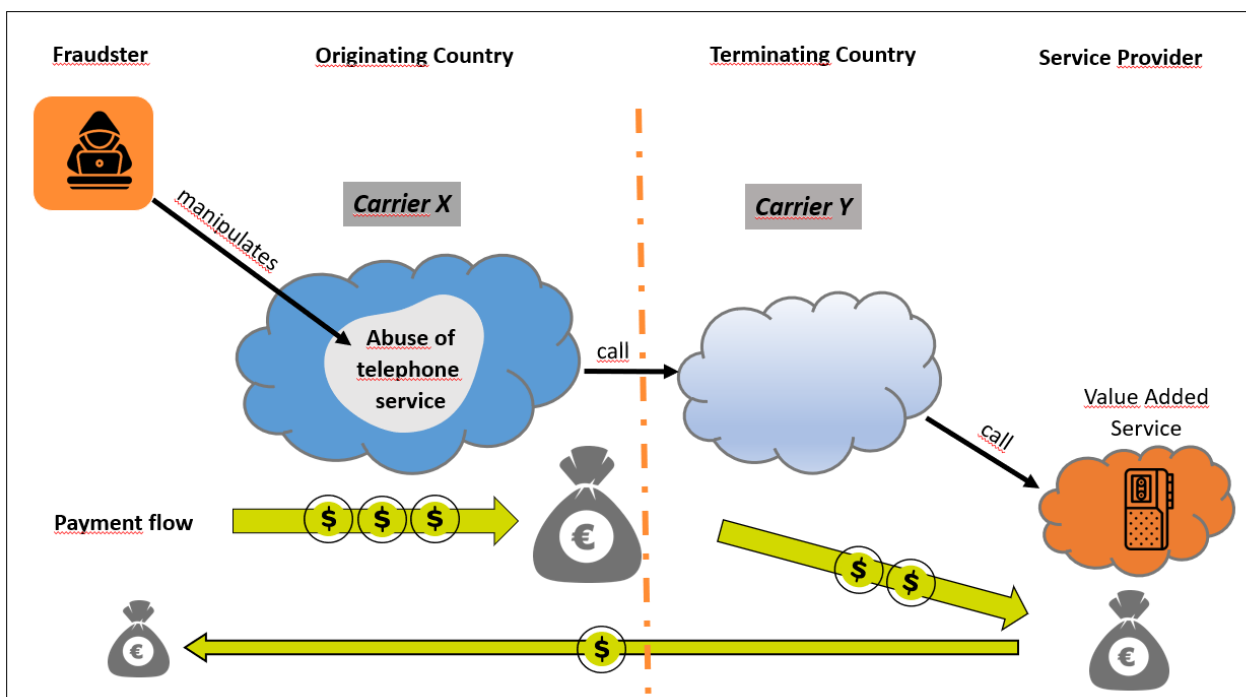 Fraudster
Originating Country
Terminating Country
Service Provider
manipulates
Carrier X
Carrier Y
Abuse of
telephone
service
call
call
Value Added
Service
Payment flow
$ $ $
€
$ $
€
$
€